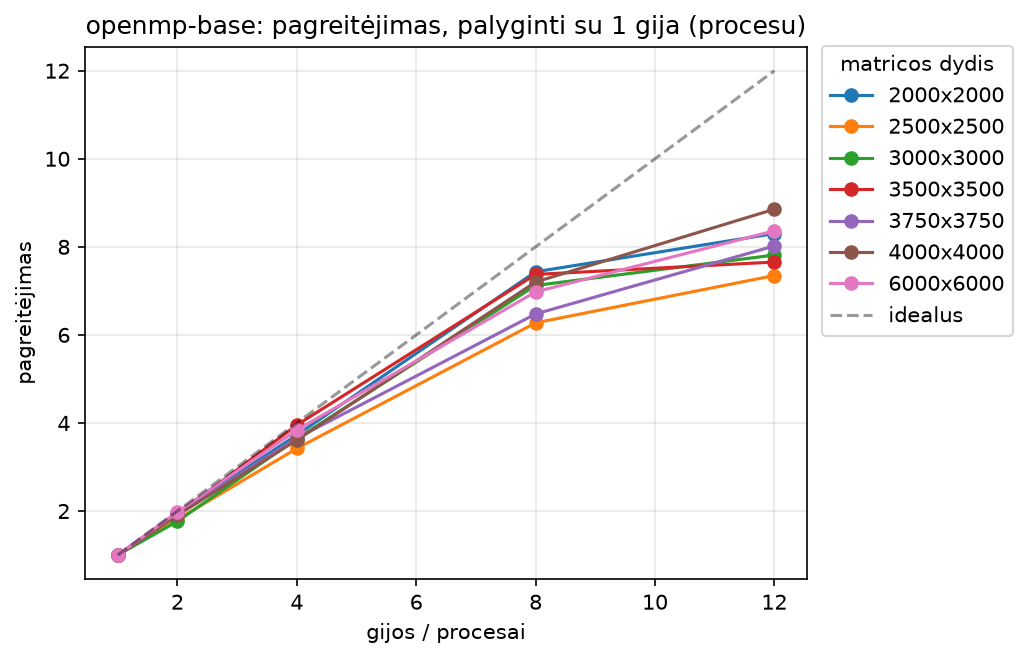 openmp-base: pagreitėjimas, palyginti su 1 gija (procesu)
pagreitėjimas
12
10
8
6
4
2
2
4
6
8
10
12
gijos / procesai
matricos dydis
2000x2000
2500x2500
3000x3000
3500x3500
3750x3750
4000x4000
6000x6000
idealus